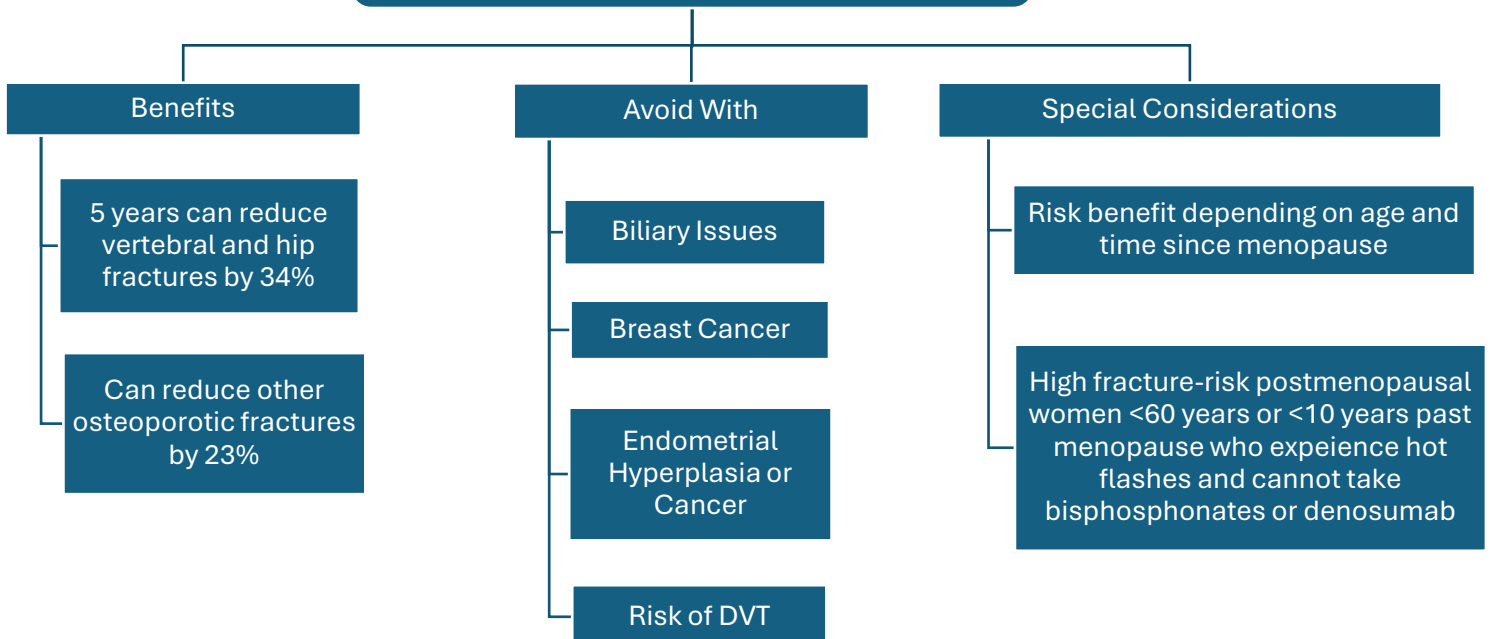 Benefits
5 years can reduce
vertebral and hip
fractures by 34%
Can reduce other
osteoporotic fractures
by 23%
Avoid With
Biliary Issues
Breast Cancer
Endometrial
Hyperplasia or
Cancer
Risk of DVT
Special Considerations
Risk benefit depending on age and
time since menopause
High fracture-risk postmenopausal
women <60 years or <10 years past
menopause who expeience hot
flashes and cannot take
bisphosphonates or denosumab